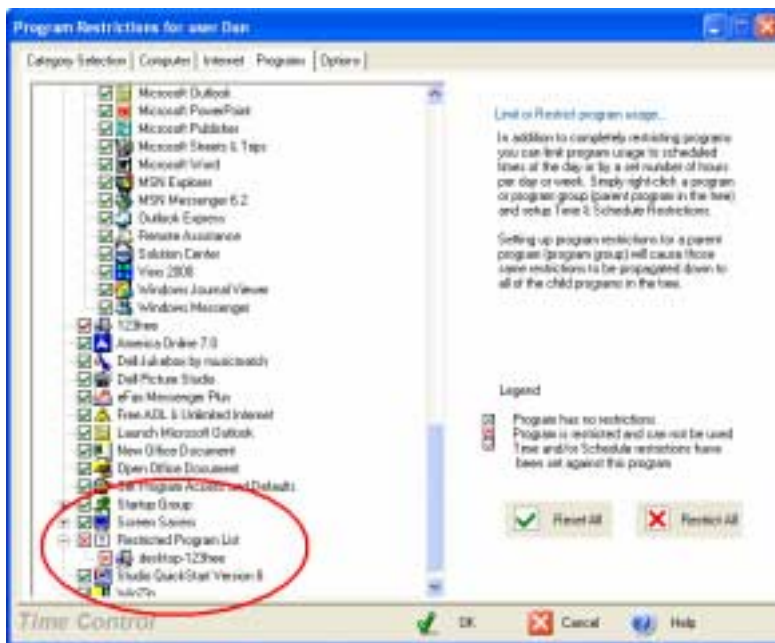 Program Restrictions for user Dan
Category Selection | Computer | Internet | Programs | Options
Microsoft Outlook
Microsoft PowerPoint
Microsoft Publisher
Microsoft Streets & Trips
Microsoft Word
MSN Explorer
MSN Messenger 6.2
Outlook Express
Remote Assistance
Solution Center
Visio 2000
Windows Journal Viewer
Windows Messenger
123free
America Online 7.0
Dell Jukebox by musicmatch
Dell Picture Studio
eFax Messenger Plus
Free AOL & Unlimited Internet
Launch Microsoft Outlook
New Office Document
Open Office Document
Set Program Access and Defaults
Startup Group
Screen Savers
Restricted Program List
desktop-123free
Studio QuickStart Version 8
WinZip
Limit or Restrict program usage...
In addition to completely restricting programs
you can limit program usage to scheduled
times of the day or by a set number of hours
per day or week. Simply right-click a program
or program group (parent program in the tree)
and setup Time & Schedule Restrictions.
Setting up program restrictions for a parent
program (program group) will cause those
same restrictions to be propagated down to
all of the child programs in the tree.
Legend
Program has no restrictions
Program is restricted and can not be used
Time and/or Schedule restrictions have
been set against this program
Reset All
Restrict All
Time Control
OK
Cancel
Help